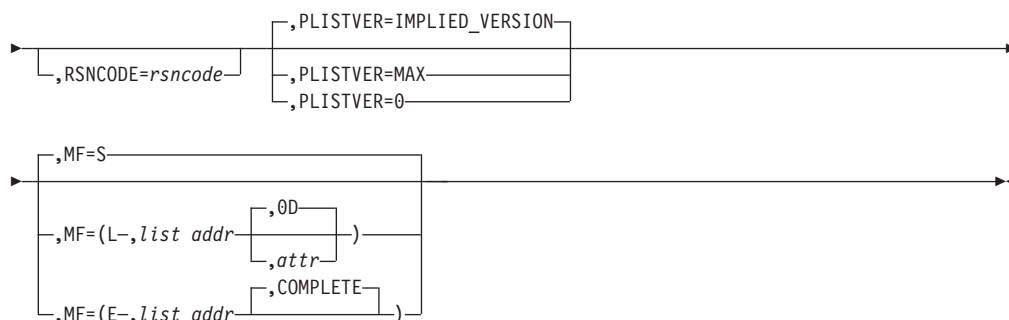 ,PLISTVER=IMPLIED_VERSION
,RSNCODE=rsncode
,PLISTVER=MAX
,PLISTVER=0
,MF=S
,0D
,MF=(L–,list addr )
,attr
,COMPLETE
,MF=(E–,list addr )